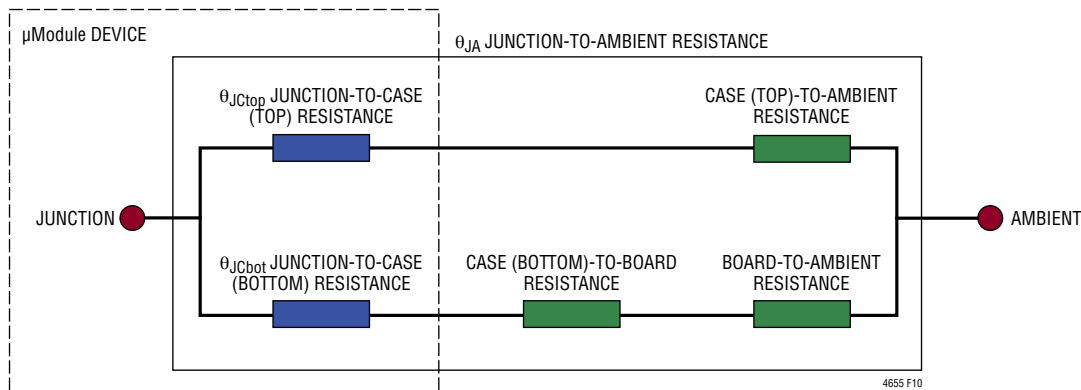 µModule DEVICE
θJA JUNCTION-TO-AMBIENT RESISTANCE
θJCtop JUNCTION-TO-CASE
(TOP) RESISTANCE
CASE (TOP)-TO-AMBIENT
RESISTANCE
JUNCTION
AMBIENT
θJCbot JUNCTION-TO-CASE
(BOTTOM) RESISTANCE
CASE (BOTTOM)-TO-BOARD
RESISTANCE
BOARD-TO-AMBIENT
RESISTANCE
4655 F10